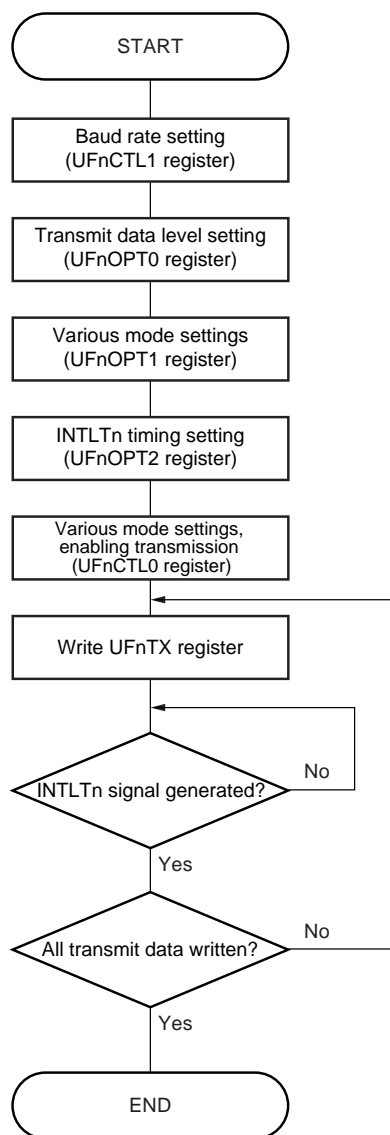 START
Baud rate setting
(UFnCTL1 register)
Transmit data level setting
(UFnOPT0 register)
Various mode settings
(UFnOPT1 register)
INTLTn timing setting
(UFnOPT2 register)
Various mode settings,
enabling transmission
(UFnCTL0 register)
Write UFnTX register
INTLTn signal generated?
No
Yes
All transmit data written?
No
Yes
END